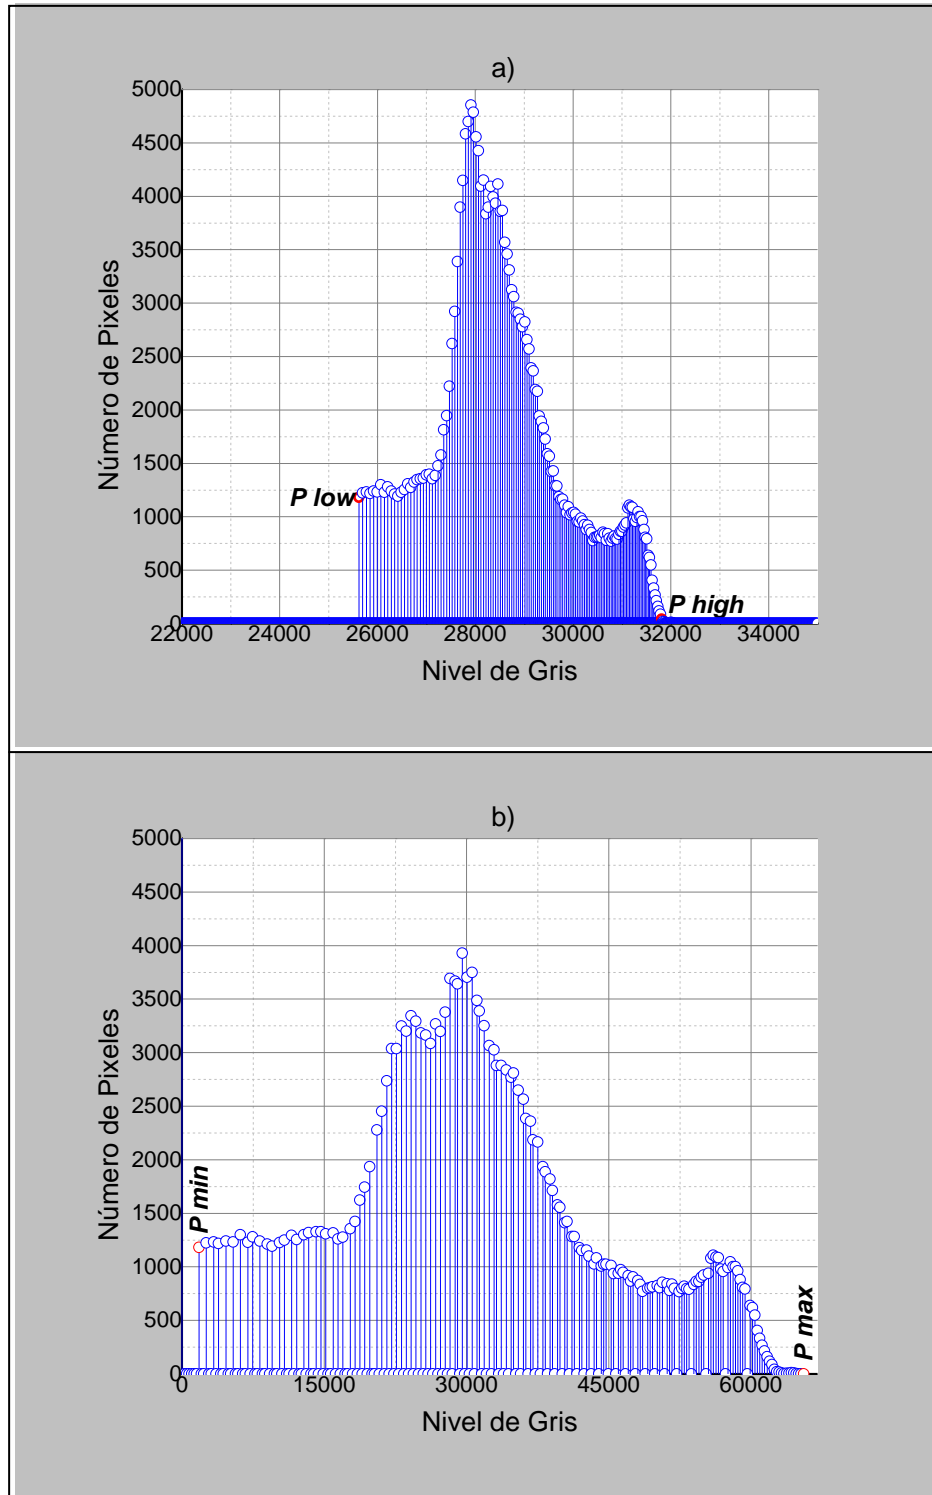 a)
5000
4500
4000
3500
3000
2500
2000
1500
1000
500
0
Número de Pixeles
P low
P high
22000 24000 26000 28000 30000 32000 34000
Nivel de Gris
b)
5000
4500
4000
3500
3000
2500
2000
1500
1000
500
0
Número de Pixeles
P min
P max
0 15000 30000 45000 60000
Nivel de Gris